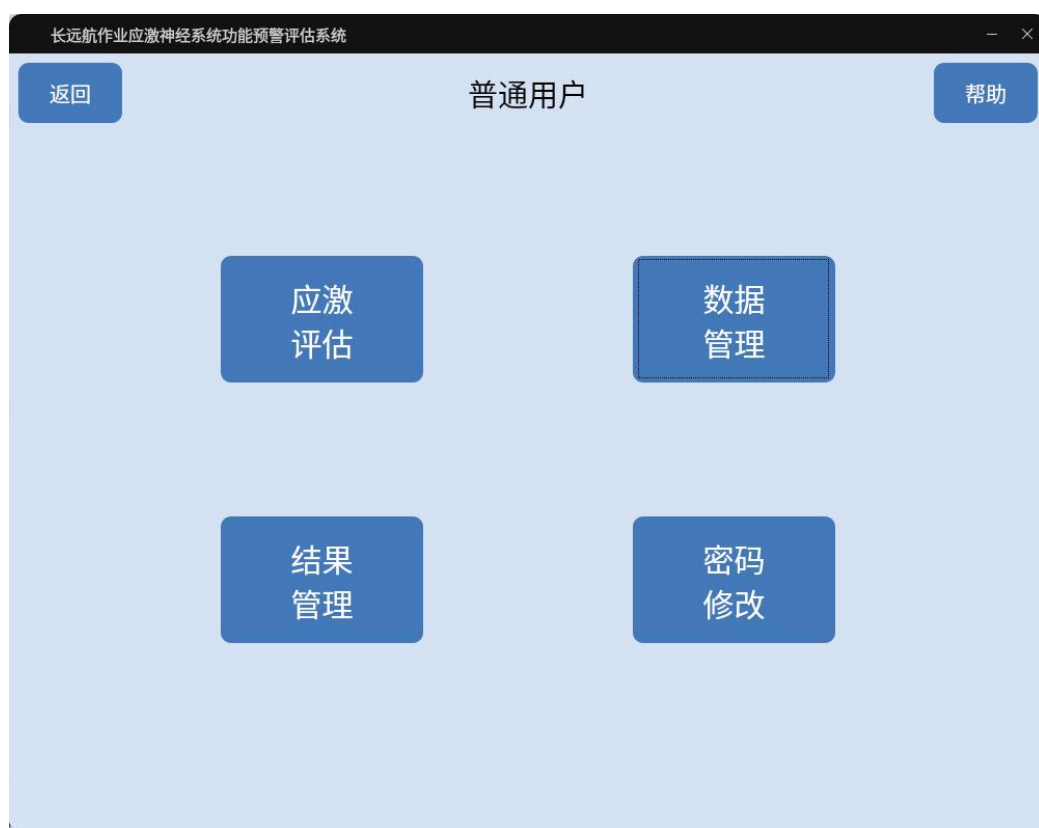 长远航作业应激神经系统功能预警评估系统
返回
普通用户
帮助
应激
评估
数据
管理
结果
管理
密码
修改